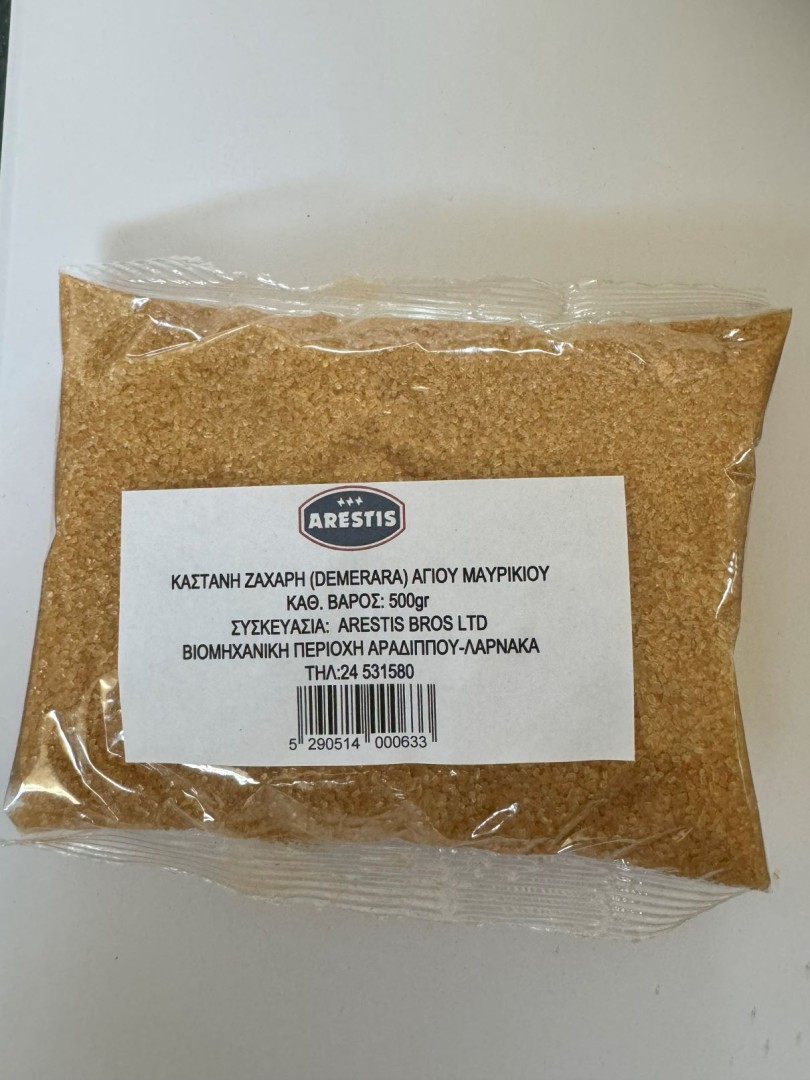 ARESTIS
ΚΑΣΤΑΝΗ ΖΑΧΑΡΗ (DEMERARA) ΑΓΙΟΥ ΜΑΥΡΙΚΙΟΥ
ΚΑΘ. ΒΑΡΟΣ: 500gr
ΣΥΣΚΕΥΑΣΙΑ: ARESTIS BROS LTD
ΒΙΟΜΗΧΑΝΙΚΗ ΠΕΡΙΟΧΗ ΑΡΑΔΙΠΠΟΥ-ΛΑΡΝΑΚΑ
ΤΗΛ:24 531580
5 290514 000633